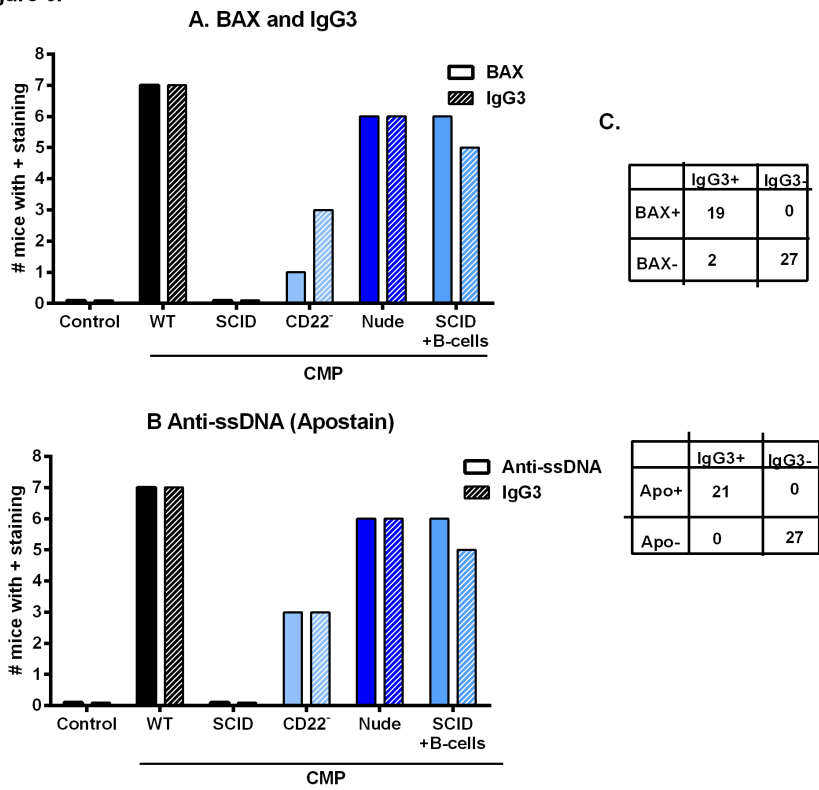 A. BAX and IgG3
8
7
6
5
4
3
2
1
0
# mice with + staining
BAX
IgG3
Control WT SCID CD22⁻ Nude SCID +B-cells
CMP
C.
IgG3+ IgG3-
BAX+ 19 0
BAX- 2 27
B Anti-ssDNA (Apostain)
8
7
6
5
4
3
2
1
0
# mice with + staining
Anti-ssDNA
IgG3
Control WT SCID CD22⁻ Nude SCID +B-cells
CMP
IgG3+ IgG3-
Apo+ 21 0
Apo- 0 27